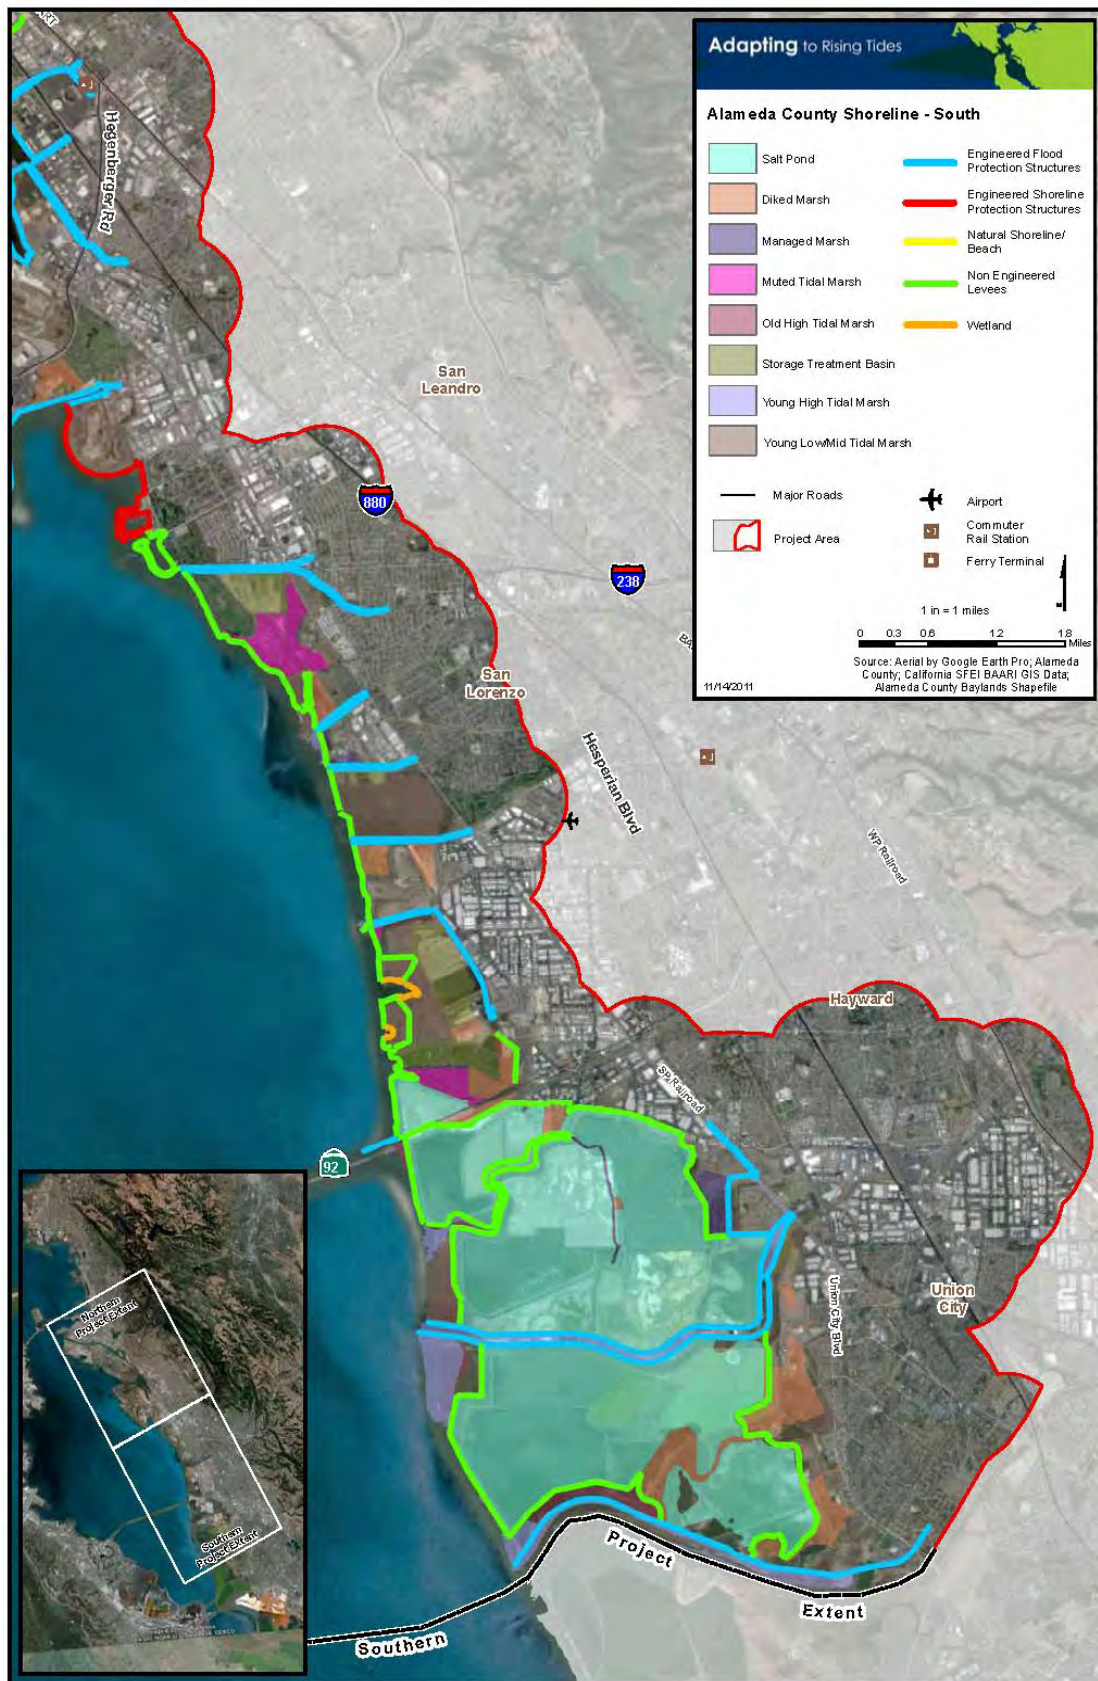 BART
Hegenberger Rd
Adapting to Rising Tides
Alameda County Shoreline - South
Salt Pond
Diked Marsh
Managed Marsh
Muted Tidal Marsh
Old High Tidal Marsh
Storage Treatment Basin
Young High Tidal Marsh
Young Low/Mid Tidal Marsh
Engineered Flood
Protection Structures
Engineered Shoreline
Protection Structures
Natural Shoreline/
Beach
Non Engineered
Levees
Wetland
Major Roads
Project Area
Airport
Commuter
Rail Station
Ferry Terminal
1 in = 1 miles
0 0.3 0.6 1.2 1.8
Miles
Source: Aerial by Google Earth Pro; Alameda
County; California SFEI BAARI GIS Data;
Alameda County Baylands Shapefile
11/14/2011
San
Leandro
880
238
San
Lorenzo
Hesperian Blvd
WP Railroad
Hayward
SP Railroad
92
Union City Blvd
Union
City
Northern
Project Extent
Southern
Project Extent
Southern
Project
Extent